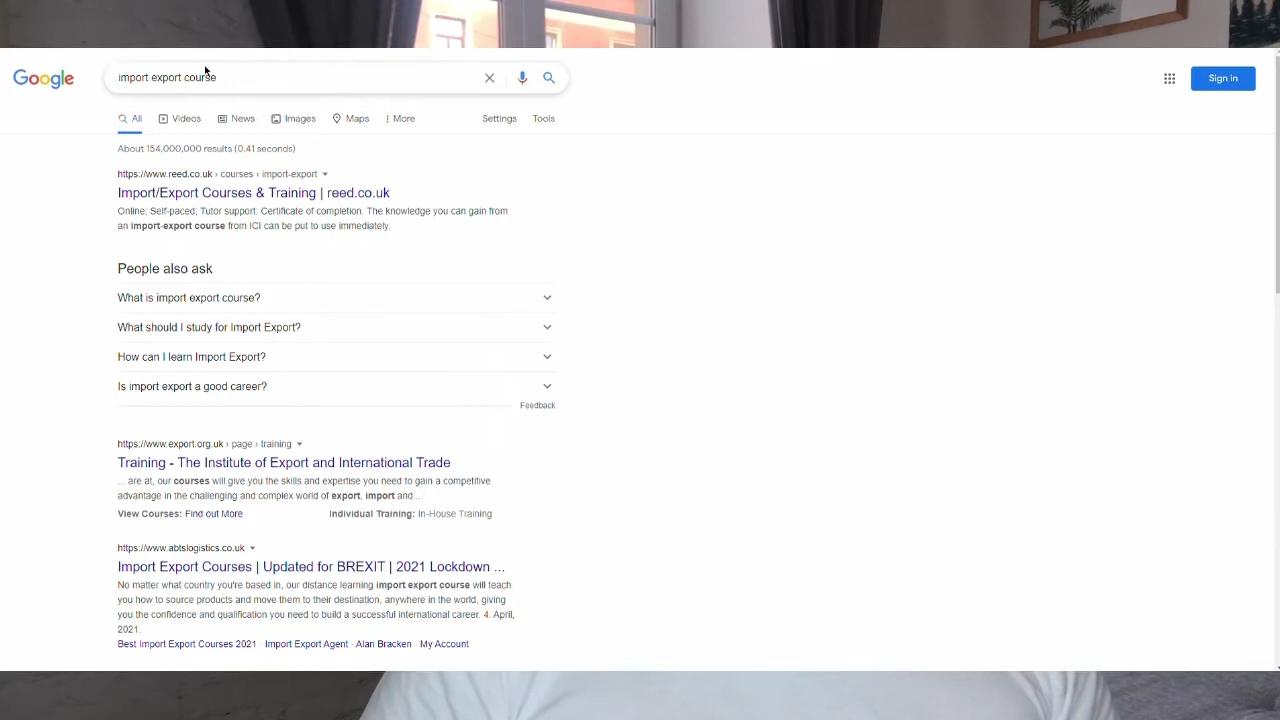 Google
import export course
Sign in
All
Videos
News
Images
Maps
More
Settings
Tools
About 154,000,000 results (0.41 seconds)
https://www.reed.co.uk › courses › import-export
Import/Export Courses & Training | reed.co.uk
Online; Self-paced; Tutor support: Certificate of completion. The knowledge you can gain from
an import-export course from ICI can be put to use immediately.
People also ask
What is import export course?
What should I study for Import Export?
How can I learn Import Export?
Is import export a good career?
Feedback
https://www.export.org.uk › page › training
Training - The Institute of Export and International Trade
... are at, our courses will give you the skills and expertise you need to gain a competitive
advantage in the challenging and complex world of export, import and ...
View Courses: Find out More
Individual Training: In-House Training
https://www.abtslogistics.co.uk
Import Export Courses | Updated for BREXIT | 2021 Lockdown ...
No matter what country you're based in, our distance learning import export course will teach
you how to source products and move them to their destination, anywhere in the world, giving
you the confidence and qualification you need to build a successful international career. 4. April,
2021.
Best Import Export Courses 2021 · Import Export Agent · Alan Bracken · My Account